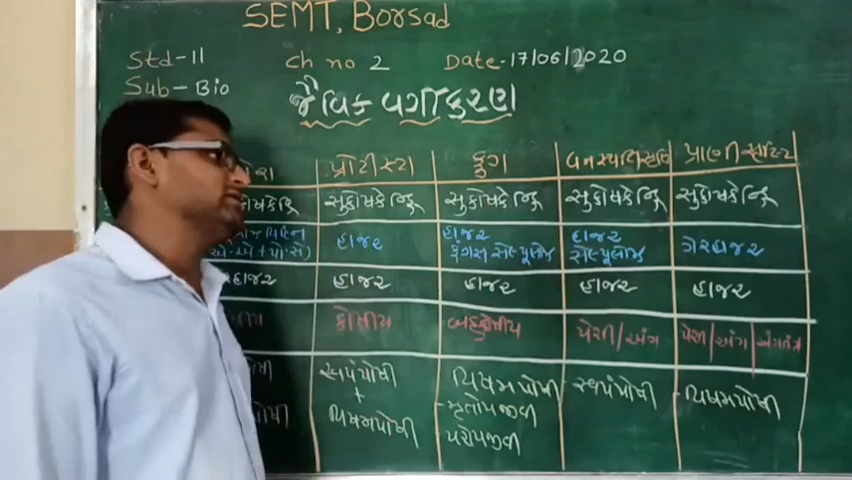 SEMT, Borsad
Std-11 Ch no 2 Date-17/06/2020
Sub-Bio
જૈવિક વર્ગીકરણ
પ્રોટીસ્ટા ફુગ વનસ્પતિસૃષ્ટિ પ્રાણીસૃષ્ટિ
સુકોષકેન્દ્રિ સુકોષકેન્દ્રિ સુકોષકેન્દ્રિ સુકોષકેન્દ્રિ
હાજર હાજર હાજર ગેરહાજર
સેલ્યુલોઝ સેલ્યુલોઝ
હાજર હાજર હાજર હાજર
કોષીય બહુકોષીય પેશી/અંગ પેશી/અંગ/અંગતંત્ર
સ્વયંપોષી વિષમપોષી સ્વયંપોષી વિષમપોષી
+ - મૃતોપજીવી
વિષમપોષી - પરોપજીવી